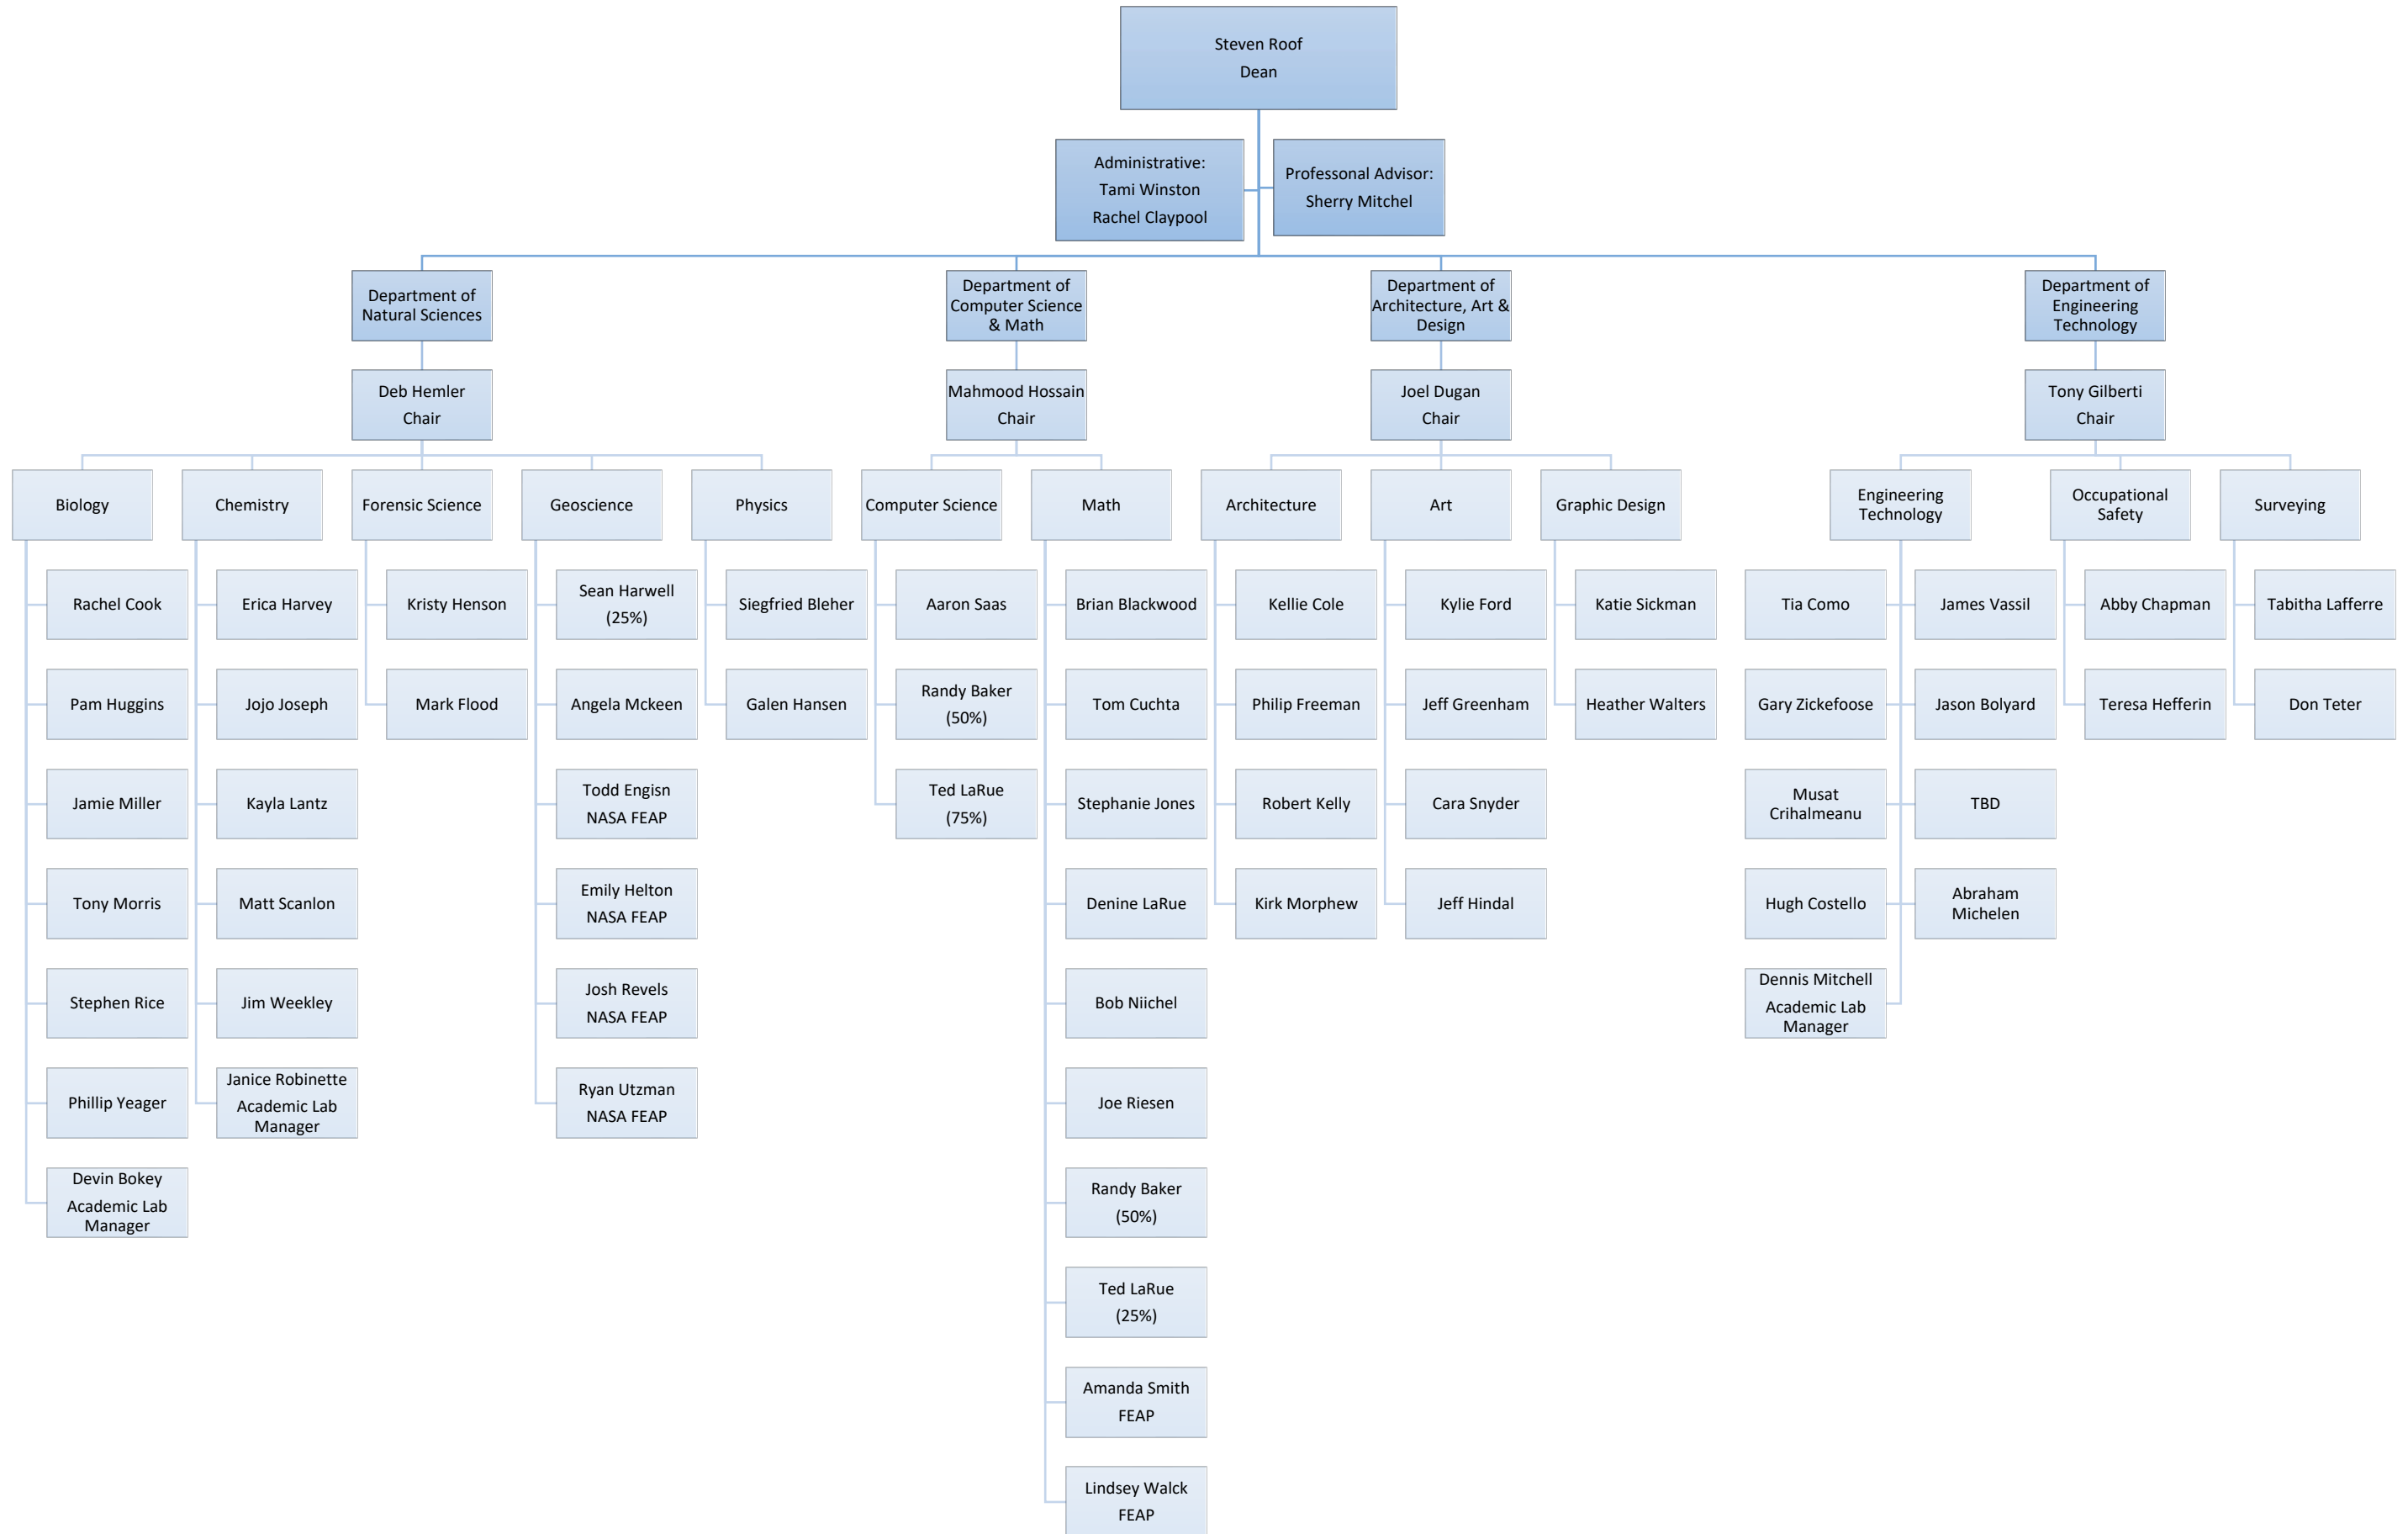 Steven Roof
Dean
Administrative:
Tami Winston
Rachel Claypool
Professonal Advisor:
Sherry Mitchel
Department of
Natural Sciences
Department of
Computer Science
& Math
Department of
Architecture, Art &
Design
Department of
Engineering
Technology
Deb Hemler
Chair
Mahmood Hossain
Chair
Joel Dugan
Chair
Tony Gilberti
Chair
Biology
Chemistry
Forensic Science
Geoscience
Physics
Computer Science
Math
Architecture
Art
Graphic Design
Engineering
Technology
Occupational
Safety
Surveying
Rachel Cook
Pam Huggins
Jamie Miller
Tony Morris
Stephen Rice
Phillip Yeager
Devin Bokey
Academic Lab
Manager
Erica Harvey
Jojo Joseph
Kayla Lantz
Matt Scanlon
Jim Weekley
Janice Robinette
Academic Lab
Manager
Kristy Henson
Mark Flood
Sean Harwell
(25%)
Angela Mckeen
Todd Engisn
NASA FEAP
Emily Helton
NASA FEAP
Josh Revels
NASA FEAP
Ryan Utzman
NASA FEAP
Siegfried Bleher
Galen Hansen
Aaron Saas
Randy Baker
(50%)
Ted LaRue
(75%)
Brian Blackwood
Tom Cuchta
Stephanie Jones
Denine LaRue
Bob Niichel
Joe Riesen
Randy Baker
(50%)
Ted LaRue
(25%)
Amanda Smith
FEAP
Lindsey Walck
FEAP
Kellie Cole
Philip Freeman
Robert Kelly
Kirk Morphew
Kylie Ford
Jeff Greenham
Cara Snyder
Jeff Hindal
Katie Sickman
Heather Walters
Tia Como
James Vassil
Gary Zickefoose
Jason Bolyard
Musat
Crihalmeanu
TBD
Hugh Costello
Abraham
Michelen
Dennis Mitchell
Academic Lab
Manager
Abby Chapman
Teresa Hefferin
Tabitha Lafferre
Don Teter